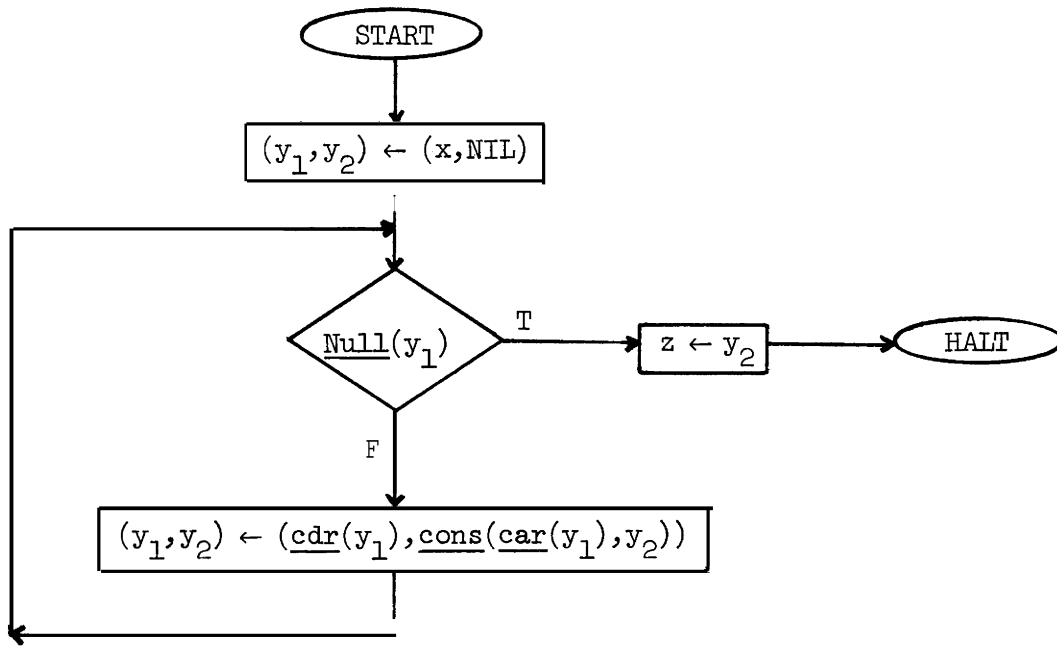 START
(y₁,y₂) ← (x,NIL)
Null(y₁)
T
z ← y₂
HALT
F
(y₁,y₂) ← (cdr(y₁),cons(car(y₁),y₂))